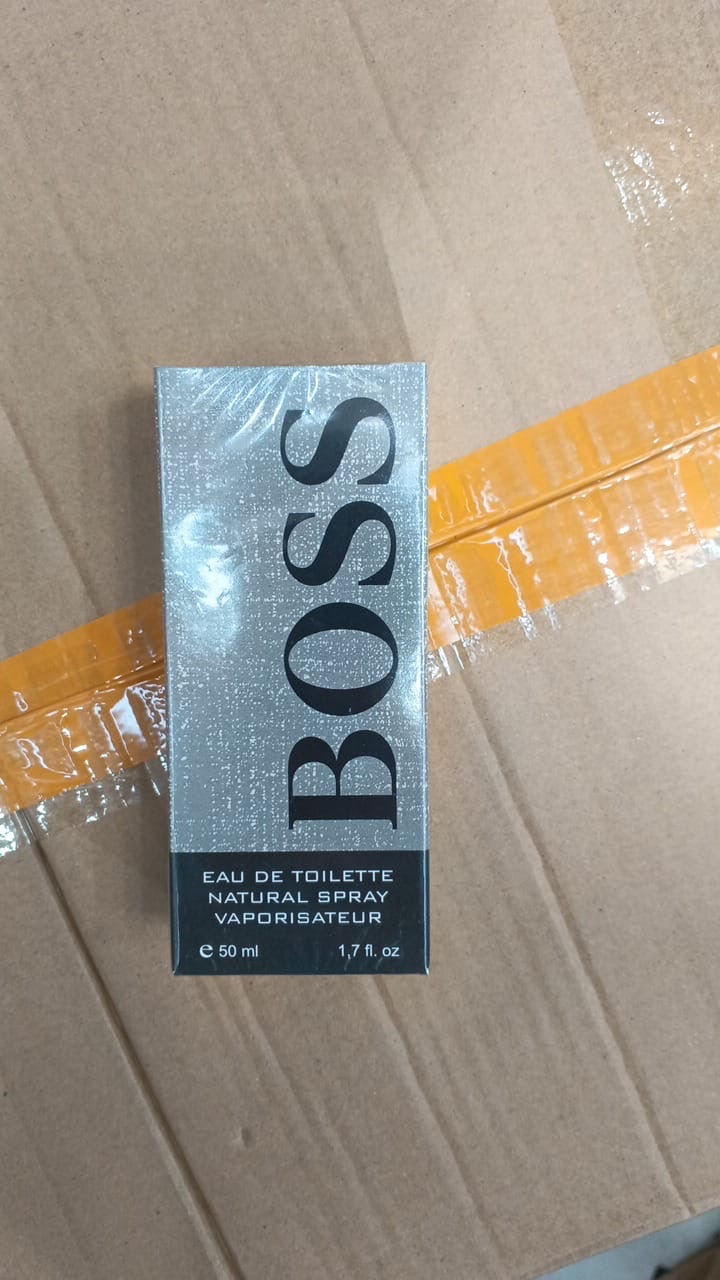 BOSS
EAU DE TOILETTE
NATURAL SPRAY
VAPORISATEUR
℮ 50 ml 1,7 fl. oz